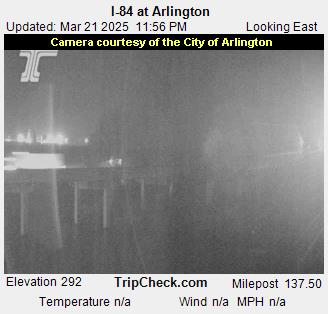 I-84 at Arlington
Updated: Mar 21 2025 11:56 PM Looking East
Camera courtesy of the City of Arlington
Elevation 292 TripCheck.com Milepost 137.50
Temperature n/a Wind n/a MPH n/a